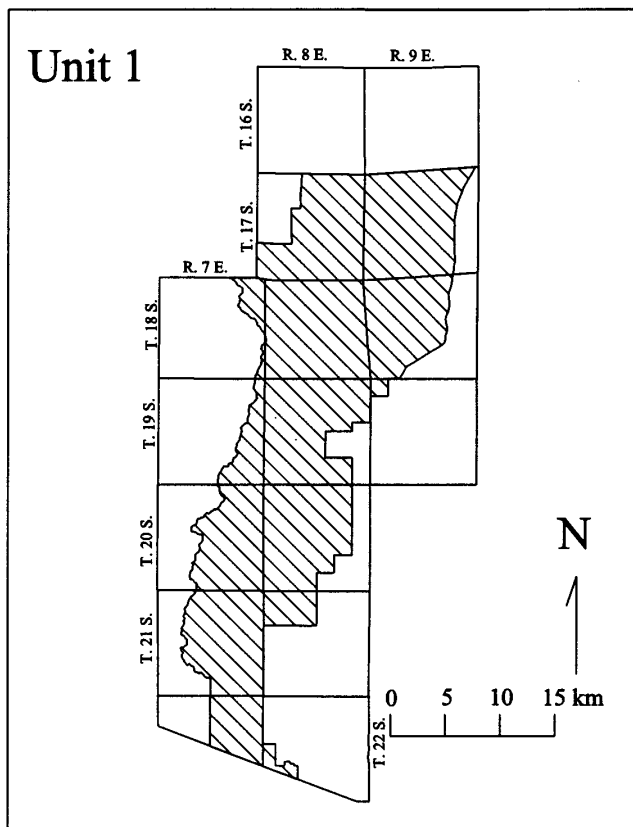 Unit 1
R. 8 E.
R. 9 E.
T. 16 S.
T. 17 S.
R. 7 E.
T. 18 S.
T. 19 S.
T. 20 S.
N
T. 21 S.
0 5 10 15 km
T. 22 S.